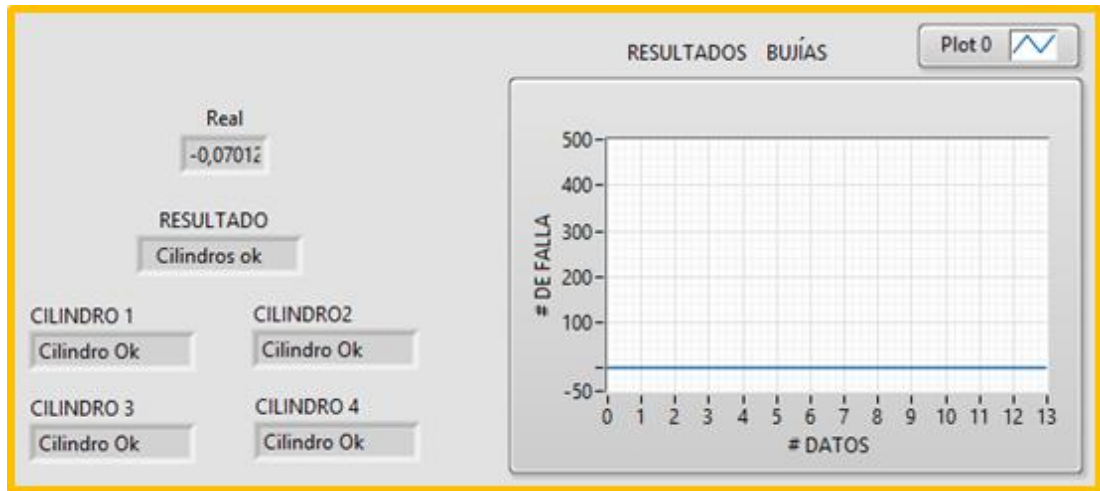 RESULTADOS BUJÍAS
Plot 0
Real
-0,07012
RESULTADO
Cilindros ok
CILINDRO 1
CILINDRO2
Cilindro Ok
Cilindro Ok
CILINDRO 3
CILINDRO 4
Cilindro Ok
Cilindro Ok
# DE FALLA
500
400
300
200
100
-
-50
0 1 2 3 4 5 6 7 8 9 10 11 12 13
# DATOS